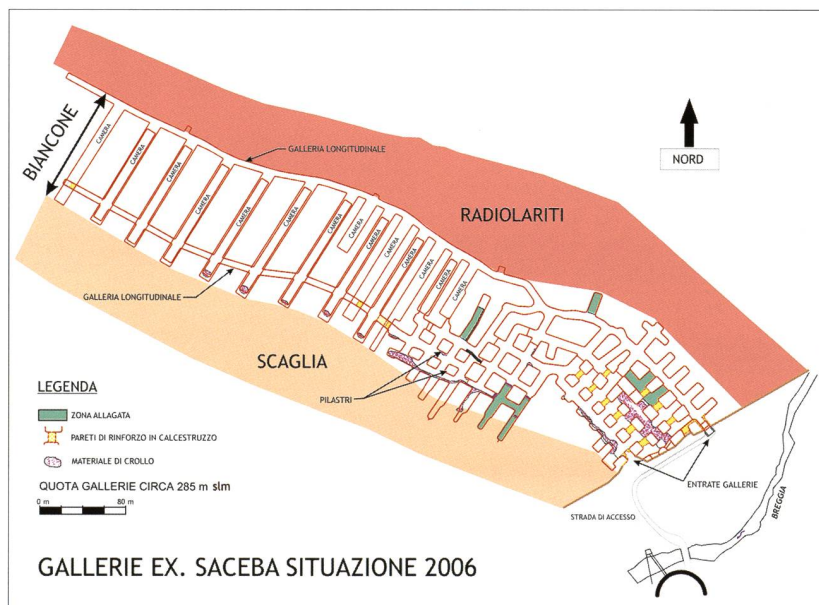 BIANCONE
CAMERA
CAMERA
CAMERA
CAMERA
CAMERA
CAMERA
CAMERA
CAMERA
CAMERA
CAMERA
CAMERA
CAMERA
CAMERA
GALLERIA LONGITUDINALE
NORD
RADIOLARITI
GALLERIA LONGITUDINALE
SCAGLIA
PILASTRI
LEGENDA
ZONA ALLAGATA
PARETI DI RINFORZO IN CALCESTRUZZO
MATERIALE DI CROLLO
QUOTA GALLERIE CIRCA 285 m slm
0 m 80 m
ENTRATE GALLERIE
STRADA DI ACCESSO
BREGGIA
GALLERIE EX. SACEBA SITUAZIONE 2006